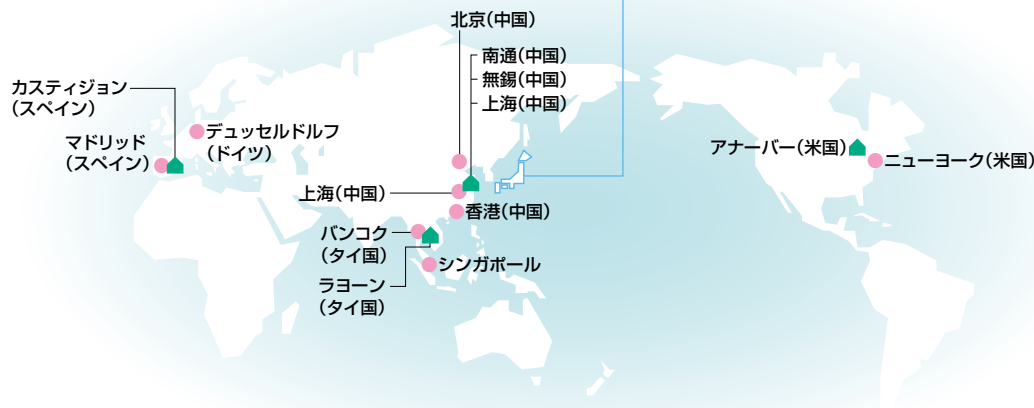 北京(中国)
南通(中国)
無錫(中国)
上海(中国)
カスティジョン
(スペイン)
マドリッド
(スペイン)
デュッセルドルフ
(ドイツ)
アナーバー(米国)
ニューヨーク(米国)
上海(中国)
香港(中国)
バンコク
(タイ国)
シンガポール
ラヨーン
(タイ国)